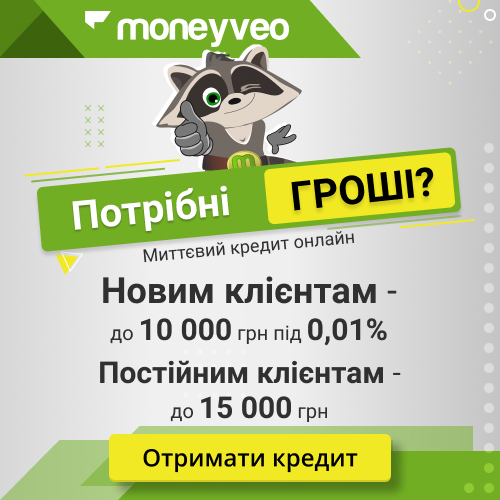 moneyveo
m
Потрібні ГРОШІ?
Миттєвий кредит онлайн
Новим клієнтам -
до 10 000 грн під 0,01%
Постійним клієнтам -
до 15 000 грн
Отримати кредит